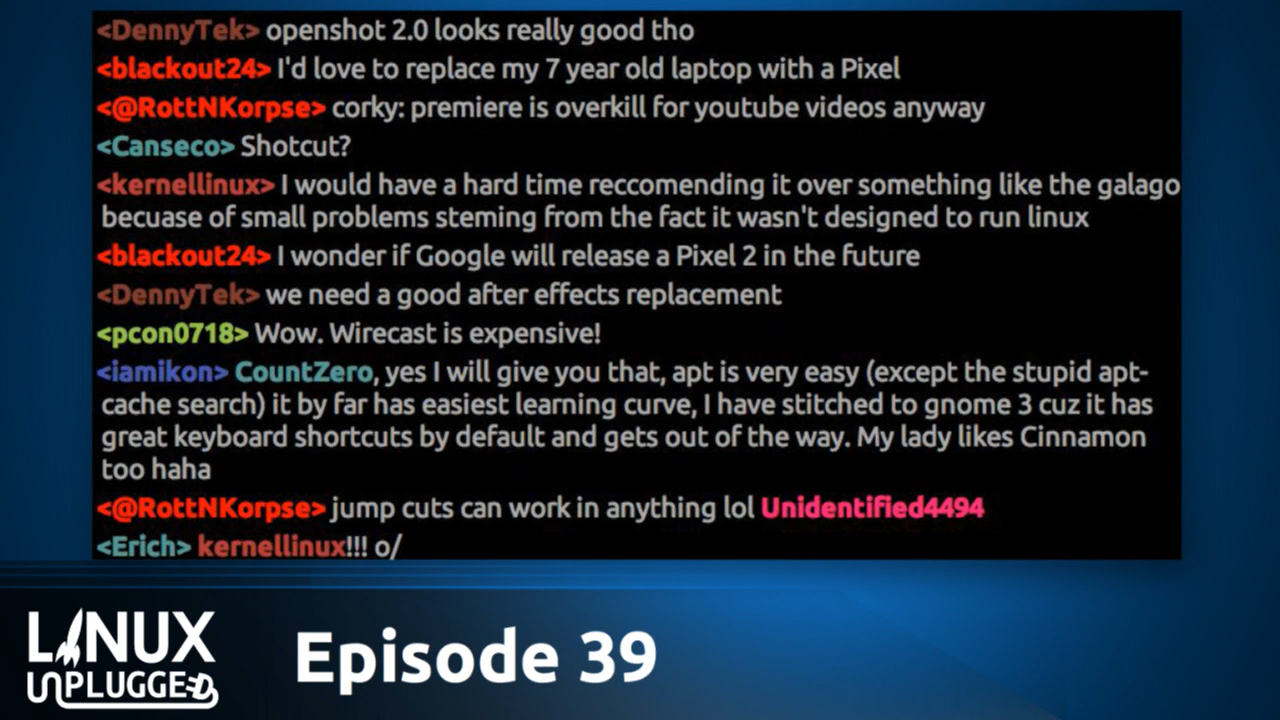 <DennyTek> openshot 2.0 looks really good tho
<blackout24> I'd love to replace my 7 year old laptop with a Pixel
<@RottNKorpse> corky: premiere is overkill for youtube videos anyway
<Canseco> Shotcut?
<kernellinux> I would have a hard time reccomending it over something like the galago
becuase of small problems steming from the fact it wasn't designed to run linux
<blackout24> I wonder if Google will release a Pixel 2 in the future
<DennyTek> we need a good after effects replacement
<pcon0718> Wow. Wirecast is expensive!
<iamikon> CountZero, yes I will give you that, apt is very easy (except the stupid apt-
cache search) it by far has easiest learning curve, I have stitched to gnome 3 cuz it has
great keyboard shortcuts by default and gets out of the way. My lady likes Cinnamon
too haha
<@RottNKorpse> jump cuts can work in anything lol Unidentified4494
<Erich> kernellinux!!! o/
LINUX
UNPLUGGED
Episode 39